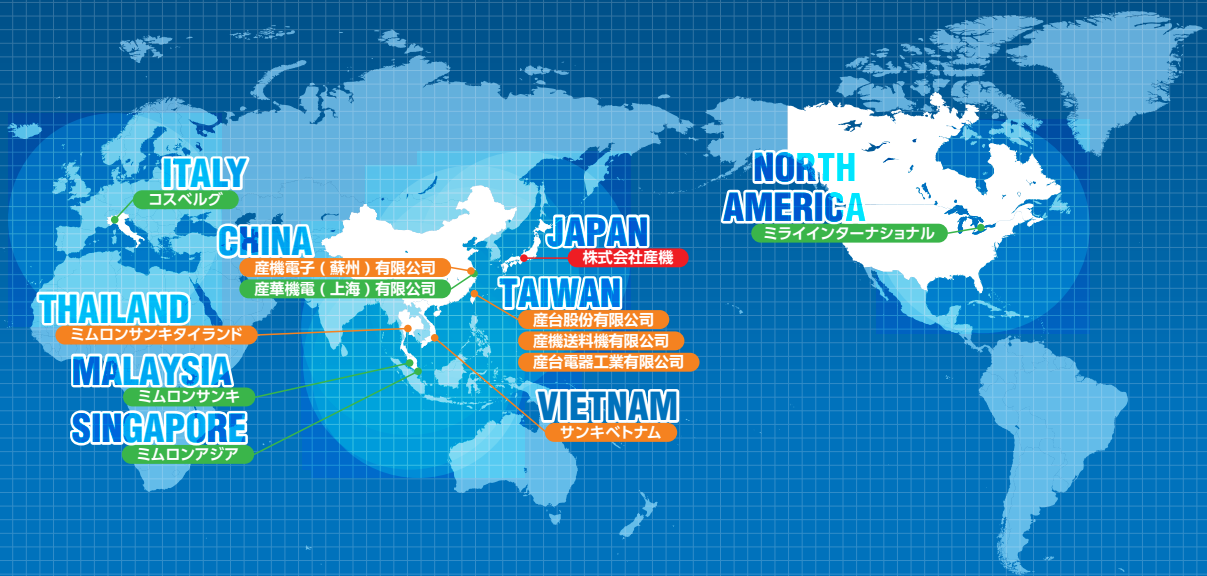 ITALY
コスベルグ
CHINA
産機電子(蘇州)有限公司
産華機電(上海)有限公司
THAILAND
ミムロンサンキタイランド
MALAYSIA
ミムロンサンキ
SINGAPORE
ミムロンアジア
JAPAN
株式会社産機
TAIWAN
産台股份有限公司
産機送料機有限公司
産台電器工業有限公司
VIETNAM
サンキベトナム
NORTH
AMERICA
ミライインターナショナル